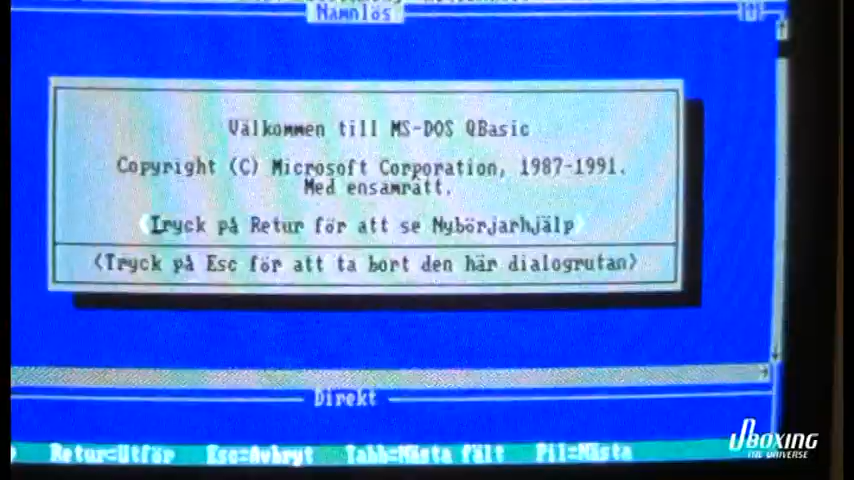 Namnlös
Välkommen till MS-DOS QBasic
Copyright (C) Microsoft Corporation, 1987-1991.
Med ensamrätt.
Tryck på Retur för att se Nybörjarhjälp
<Tryck på Esc för att ta bort den här dialogrutan>
Direkt
Retur=Utför Esc=Avbryt Tabb=Nästa fält Pil=Nästa
UNBOXING
THE UNIVERSE